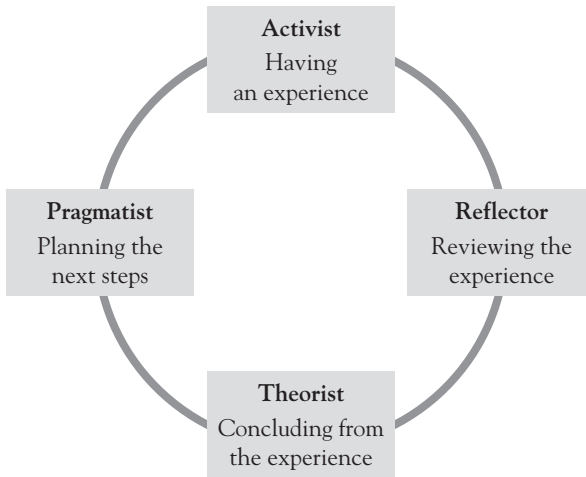 Activist
Having
an experience
Reflector
Reviewing the
experience
Theorist
Concluding from
the experience
Pragmatist
Planning the
next steps